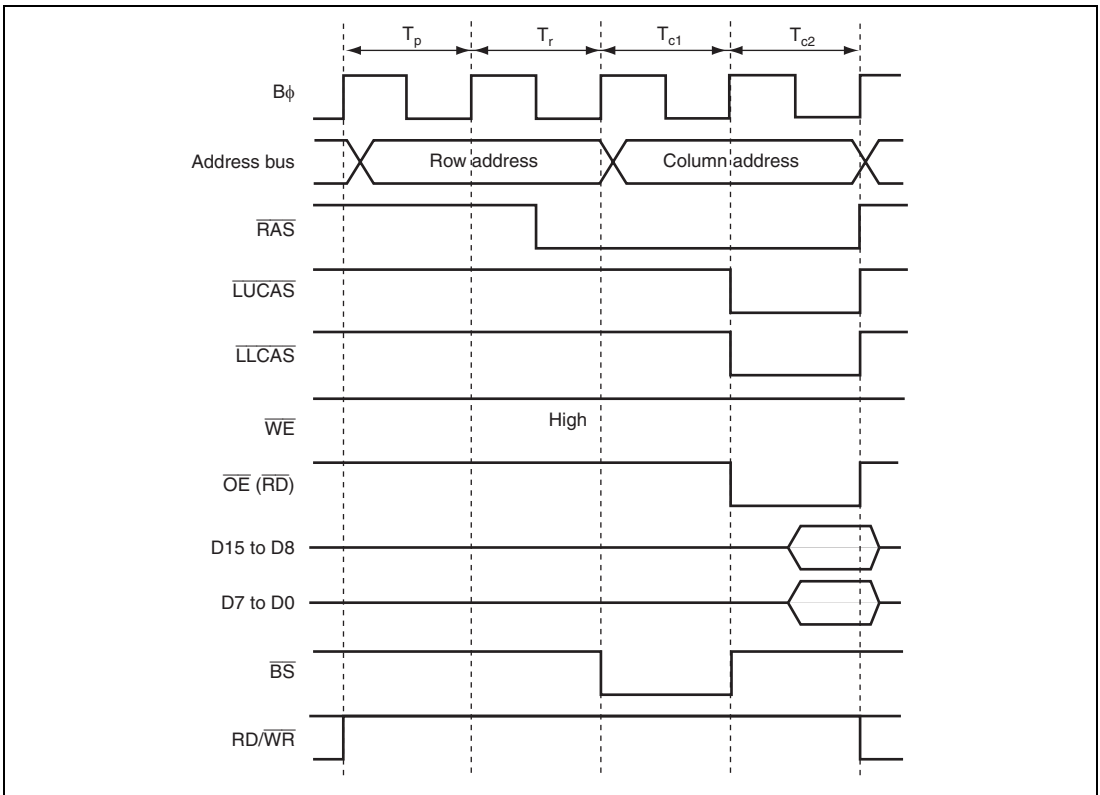 Tp Tr Tc1 Tc2
Bϕ
Address bus Row address Column address
RAS
LUCAS
LLCAS
WE High
OE (RD)
D15 to D8
D7 to D0
BS
RD/WR